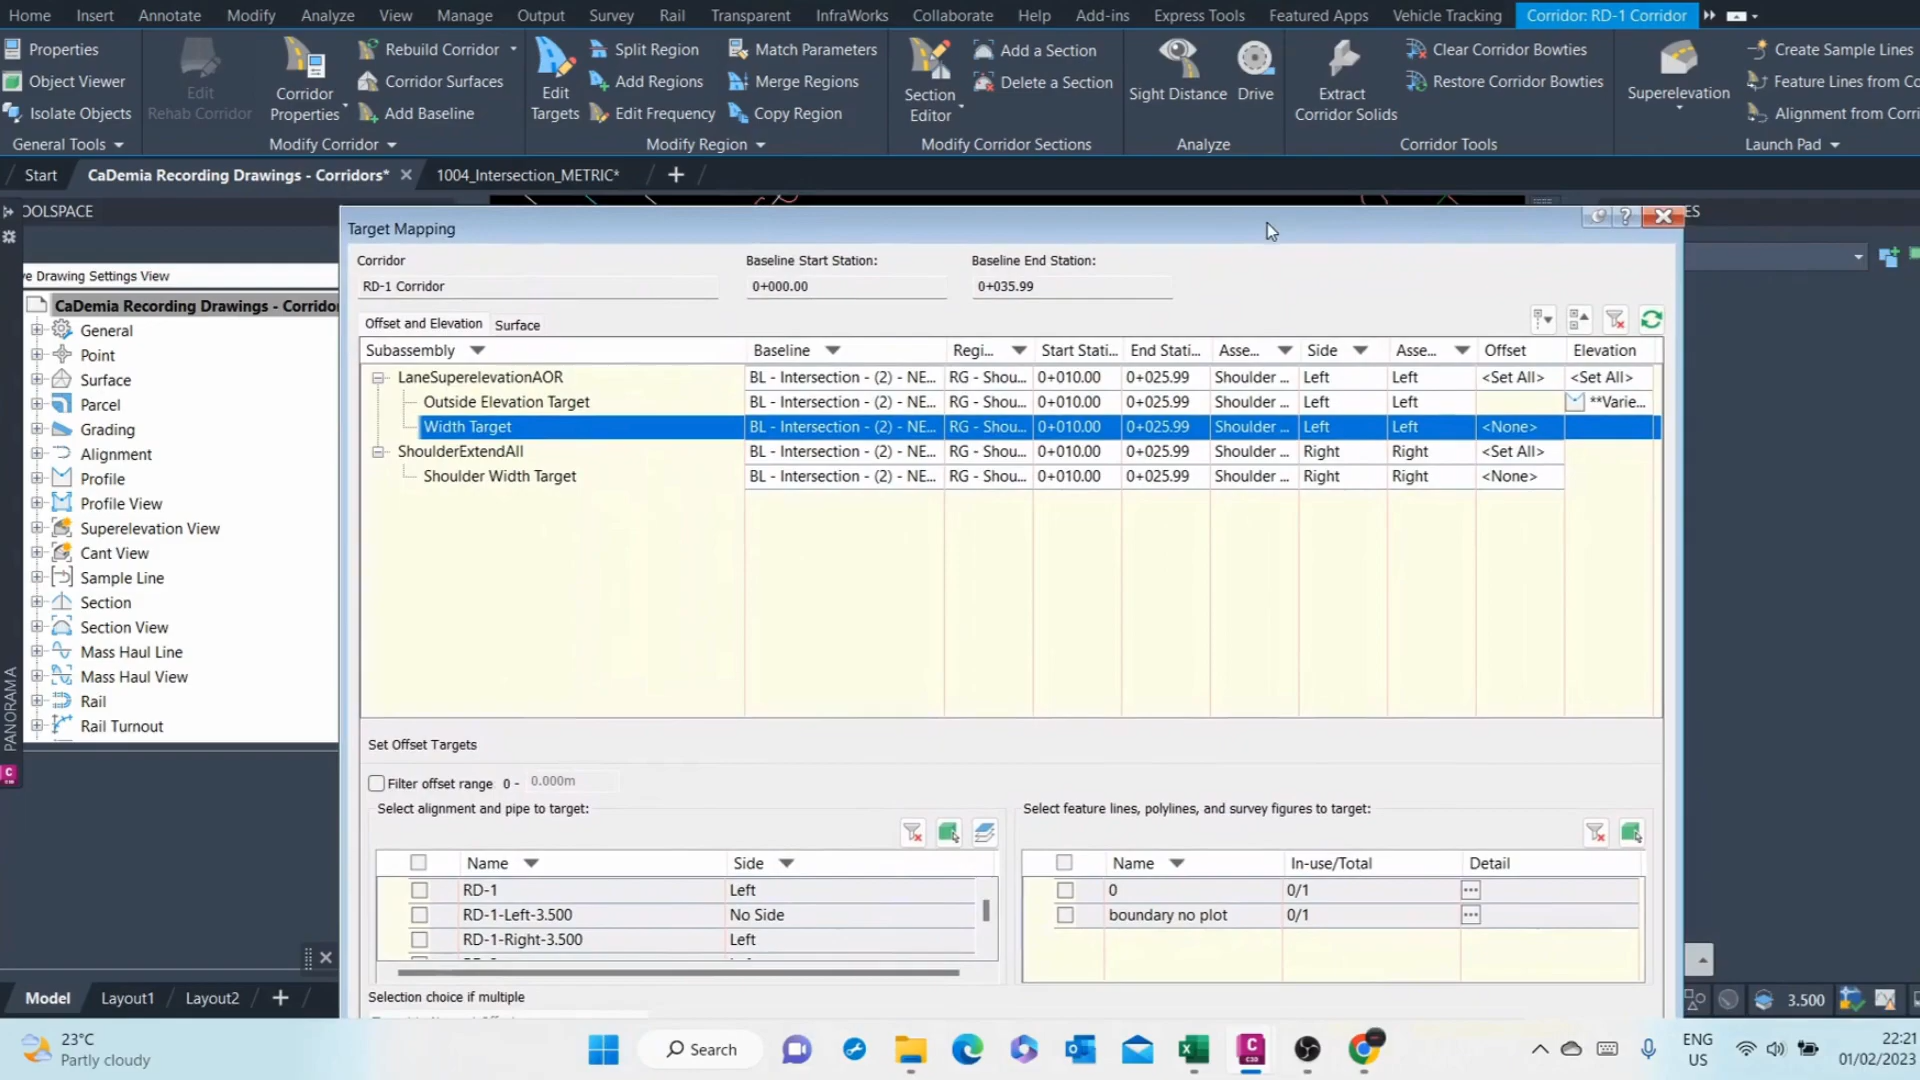 Home Insert Annotate Modify Analyze View Manage Output Survey Rail Transparent InfraWorks Collaborate Help Add-ins Express Tools Featured Apps Vehicle Tracking Corridor: RD-1 Corridor
Properties
Object Viewer
Isolate Objects
General Tools
Edit
Rehab Corridor
Corridor
Properties
Rebuild Corridor
Corridor Surfaces
Add Baseline
Modify Corridor
Edit
Targets
Split Region
Add Regions
Edit Frequency
Match Parameters
Merge Regions
Copy Region
Modify Region
Section
Editor
Add a Section
Delete a Section
Modify Corridor Sections
Sight Distance
Drive
Analyze
Extract
Corridor Solids
Clear Corridor Bowties
Restore Corridor Bowties
Corridor Tools
Superelevation
Create Sample Lines
Feature Lines from Co
Alignment from Corri
Launch Pad
Start CaDemia Recording Drawings - Corridors* 1004_Intersection_METRIC*
OOLSPACE
ES
ve Drawing Settings View
CaDemia Recording Drawings - Corrido
General
Point
Surface
Parcel
Grading
Alignment
Profile
Profile View
Superelevation View
Cant View
Sample Line
Section
Section View
Mass Haul Line
Mass Haul View
Rail
Rail Turnout
PANORAMA
Target Mapping
Corridor Baseline Start Station: Baseline End Station:
RD-1 Corridor 0+000.00 0+035.99
Offset and Elevation Surface
Subassembly Baseline Regi... Start Stati... End Stati... Asse... Side Asse... Offset Elevation
LaneSuperelevationAOR BL - Intersection - (2) - NE... RG - Shou... 0+010.00 0+025.99 Shoulder ... Left Left <Set All> <Set All>
Outside Elevation Target BL - Intersection - (2) - NE... RG - Shou... 0+010.00 0+025.99 Shoulder ... Left Left **Varie...
Width Target BL - Intersection - (2) - NE... RG - Shou... 0+010.00 0+025.99 Shoulder ... Left Left <None>
ShoulderExtendAll BL - Intersection - (2) - NE... RG - Shou... 0+010.00 0+025.99 Shoulder ... Right Right <Set All>
Shoulder Width Target BL - Intersection - (2) - NE... RG - Shou... 0+010.00 0+025.99 Shoulder ... Right Right <None>
Set Offset Targets
Filter offset range 0 - 0.000m
Select alignment and pipe to target:
Name Side
RD-1 Left
RD-1-Left-3.500 No Side
RD-1-Right-3.500 Left
Select feature lines, polylines, and survey figures to target:
Name In-use/Total Detail
0 0/1 ...
boundary no plot 0/1 ...
Selection choice if multiple
Model Layout1 Layout2 +
3.500
23°C
Partly cloudy
Search
ENG
US
22:21
01/02/2023